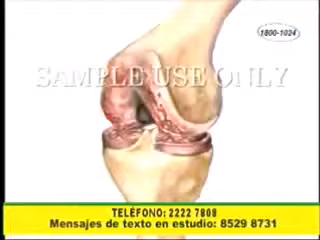 1800-1024
SAMPLE USE ONLY
TELÉFONO: 2222 7808
Mensajes de texto en estudio: 8529 8731